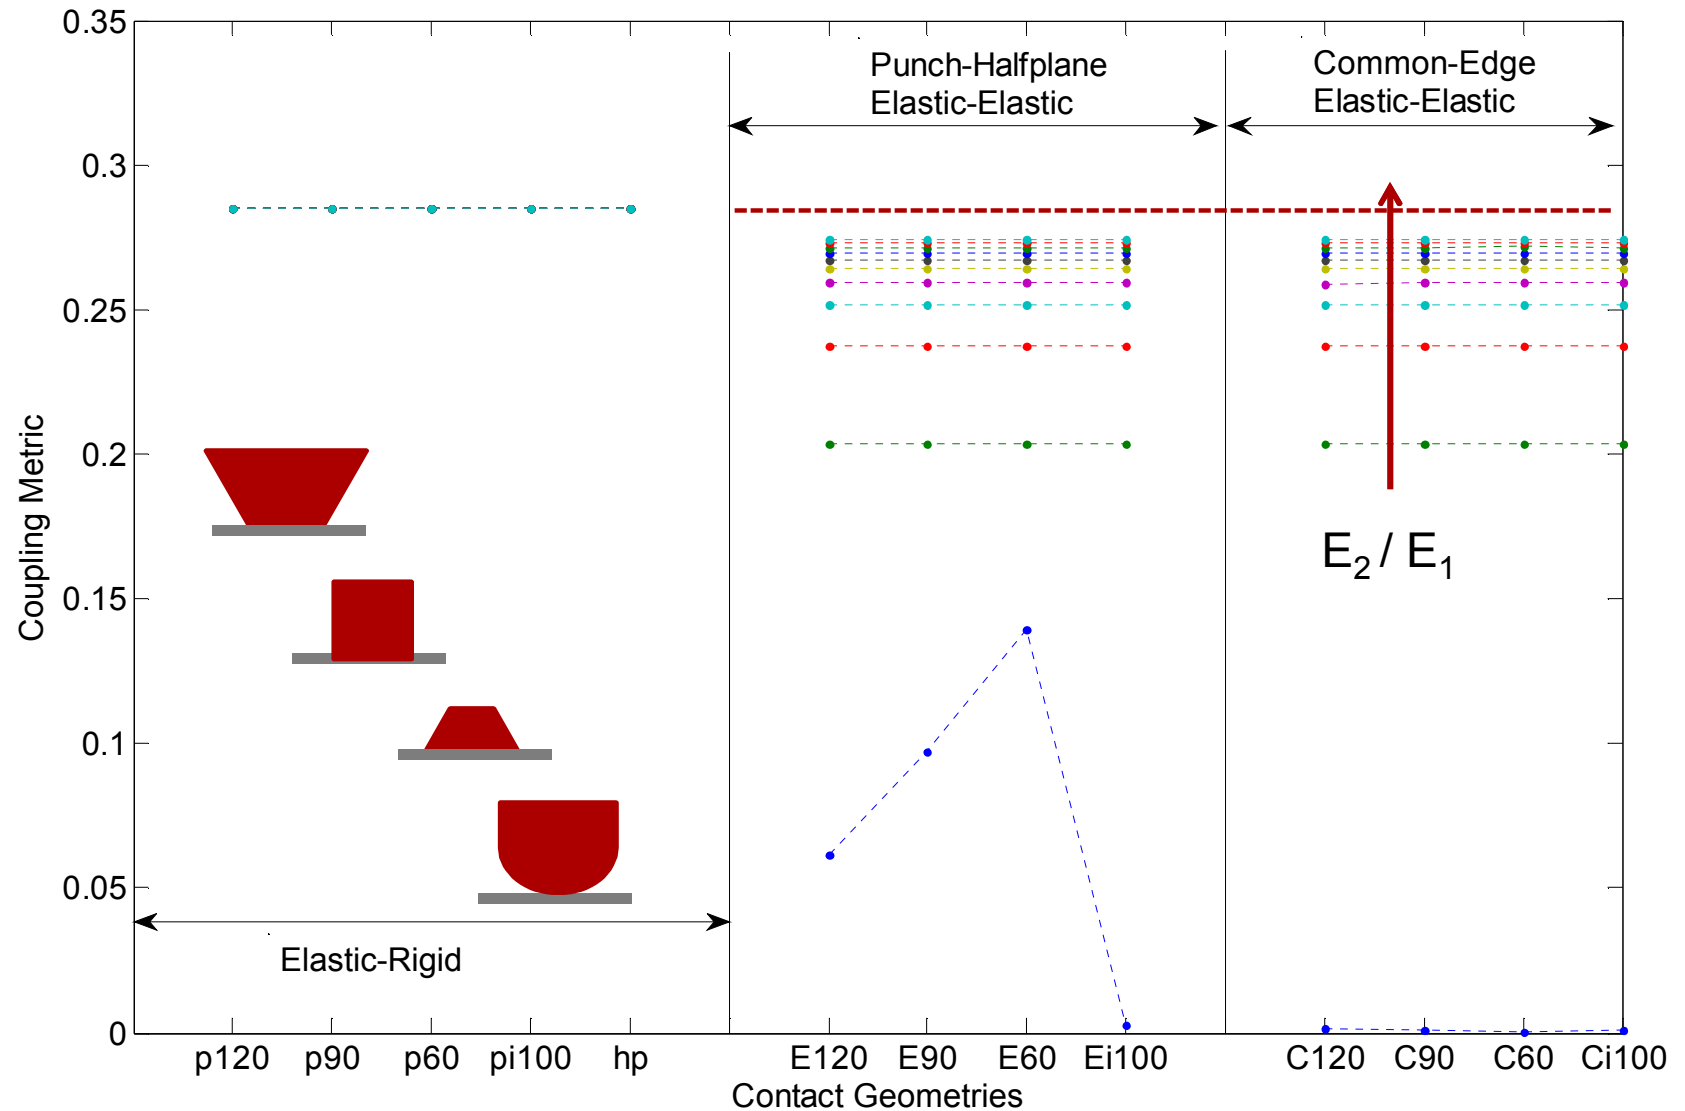 0.35
0.3
0.25
0.2
0.15
0.1
0.05
0
Coupling Metric
Punch-Halfplane
Elastic-Elastic
Common-Edge
Elastic-Elastic
E2 / E1
Elastic-Rigid
p120 p90 p60 pi100 hp E120 E90 E60 Ei100 C120 C90 C60 Ci100
Contact Geometries